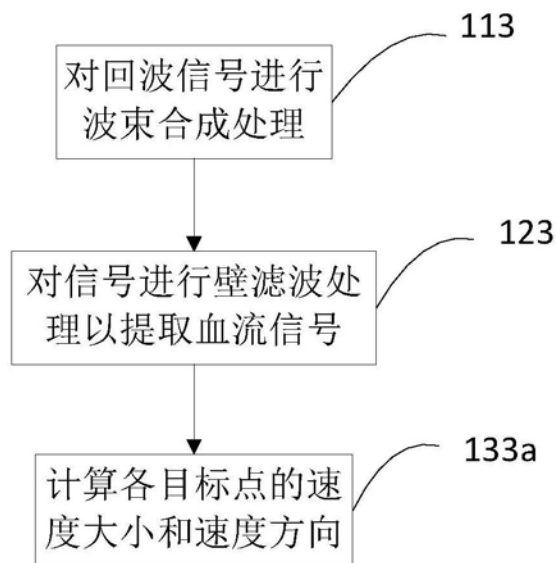 113
对回波信号进行
波束合成处理
123
对信号进行壁滤波处
理以提取血流信号
133a
计算各目标点的速
度大小和速度方向